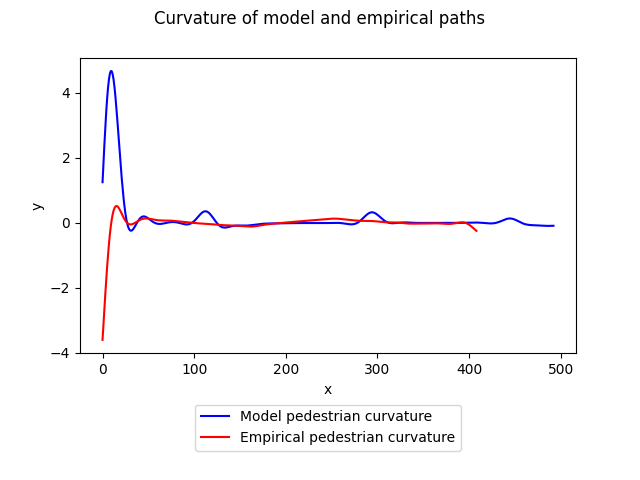 Curvature of model and empirical paths
4
2
0
−2
−4
y
0 100 200 300 400 500
x
Model pedestrian curvature
Empirical pedestrian curvature